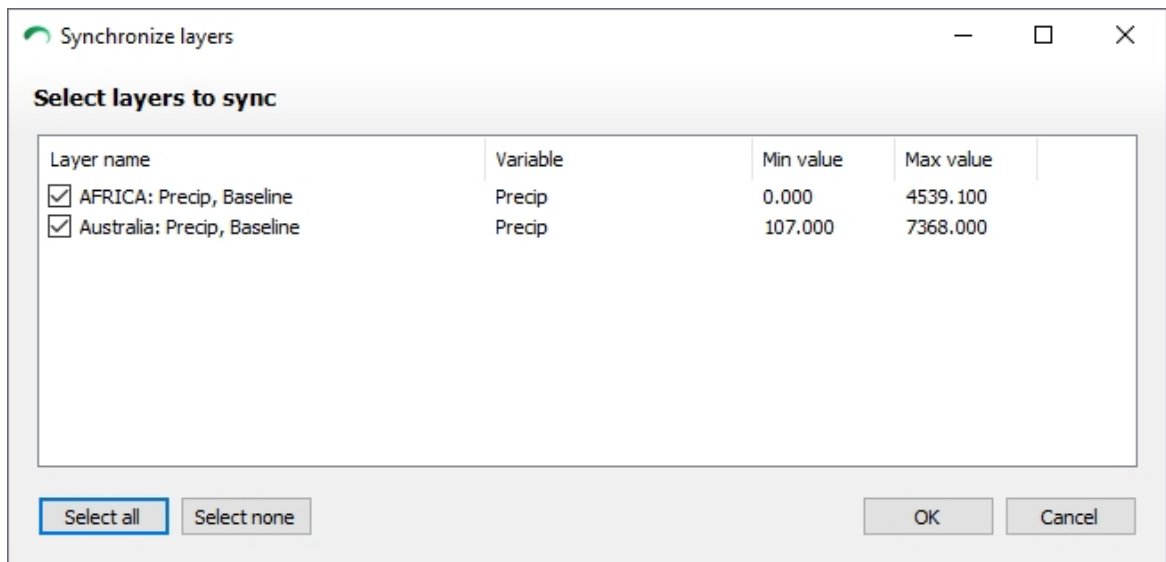 Synchronize layers
Select layers to sync
Layer name Variable Min value Max value
AFRICA: Precip, Baseline Precip 0.000 4539.100
Australia: Precip, Baseline Precip 107.000 7368.000
Select all Select none OK Cancel